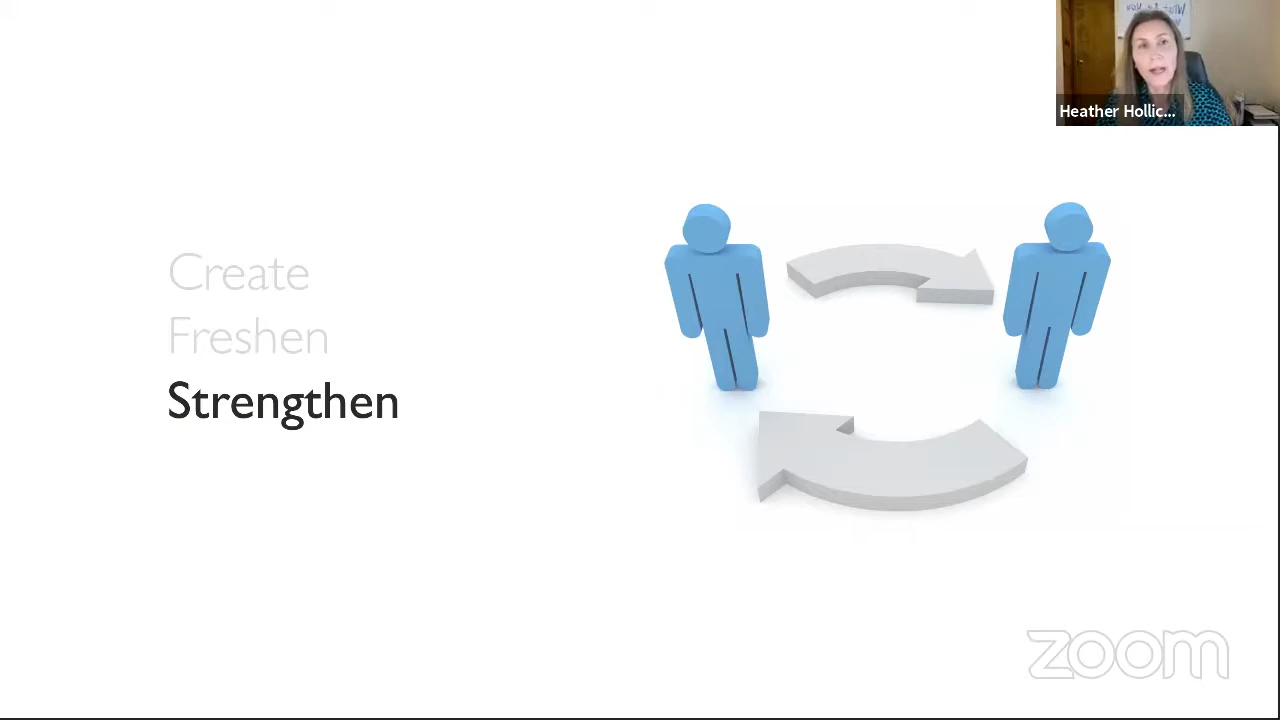 Heather Hollic...
Create
Freshen
Strengthen
zoom